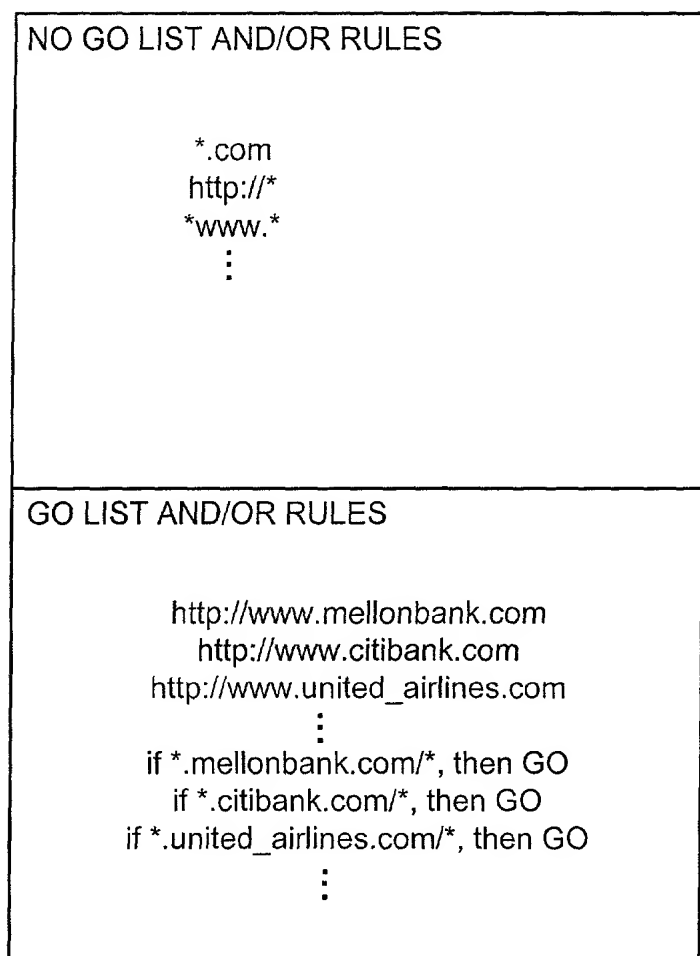 NO GO LIST AND/OR RULES
*.com
http://*
*www.*
⋮
GO LIST AND/OR RULES
http://www.mellonbank.com
http://www.citibank.com
http://www.united_airlines.com
⋮
if *.mellonbank.com/*, then GO
if *.citibank.com/*, then GO
if *.united_airlines.com/*, then GO
⋮